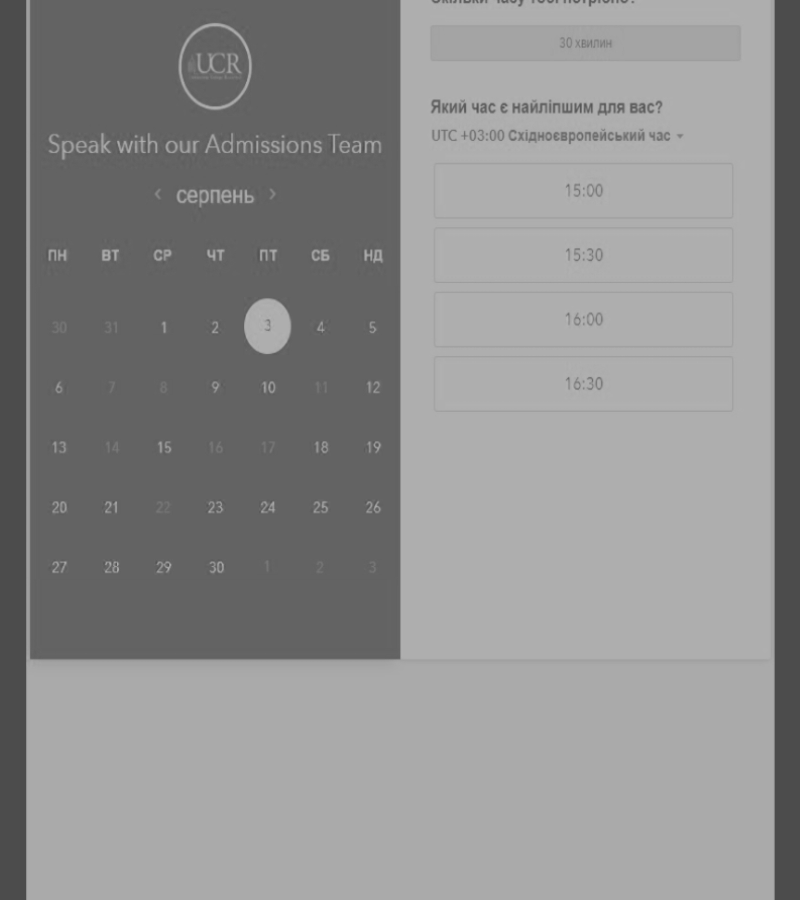 UCR
Speak with our Admissions Team
серпень
ПН ВТ СР ЧТ ПТ СБ НД
30 31 1 2 3 4 5
6 7 8 9 10 11 12
13 14 15 16 17 18 19
20 21 22 23 24 25 26
27 28 29 30 1 2 3
30 хвилин
Який час є найліпшим для вас?
UTC +03:00 Східноєвропейський час
15:00
15:30
16:00
16:30